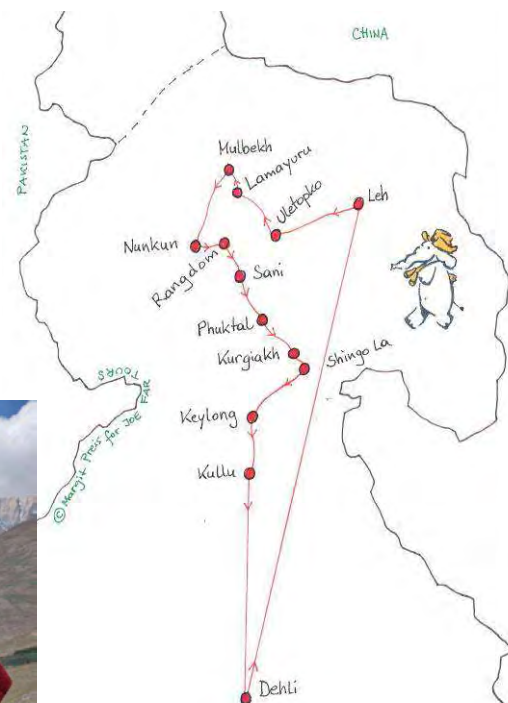 CHINA
PAKISTAN
Mulbekh
Lamayuru
Uletopko
Leh
Nunkun
Rangdom
Sani
Phuktal
Kurgiakh
Shingo La
Keylong
Kullu
© Margit Preis for JOE FAR
TOURS
Dehli